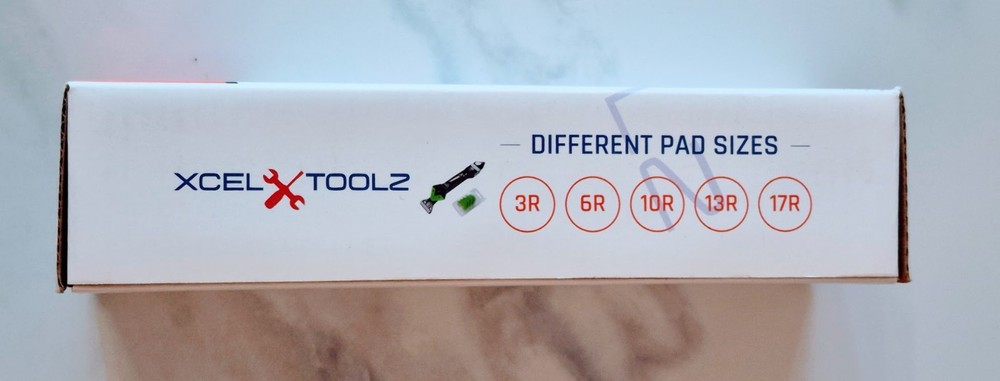 XCEL TOOLZ
DIFFERENT PAD SIZES
3R 6R 10R 13R 17R